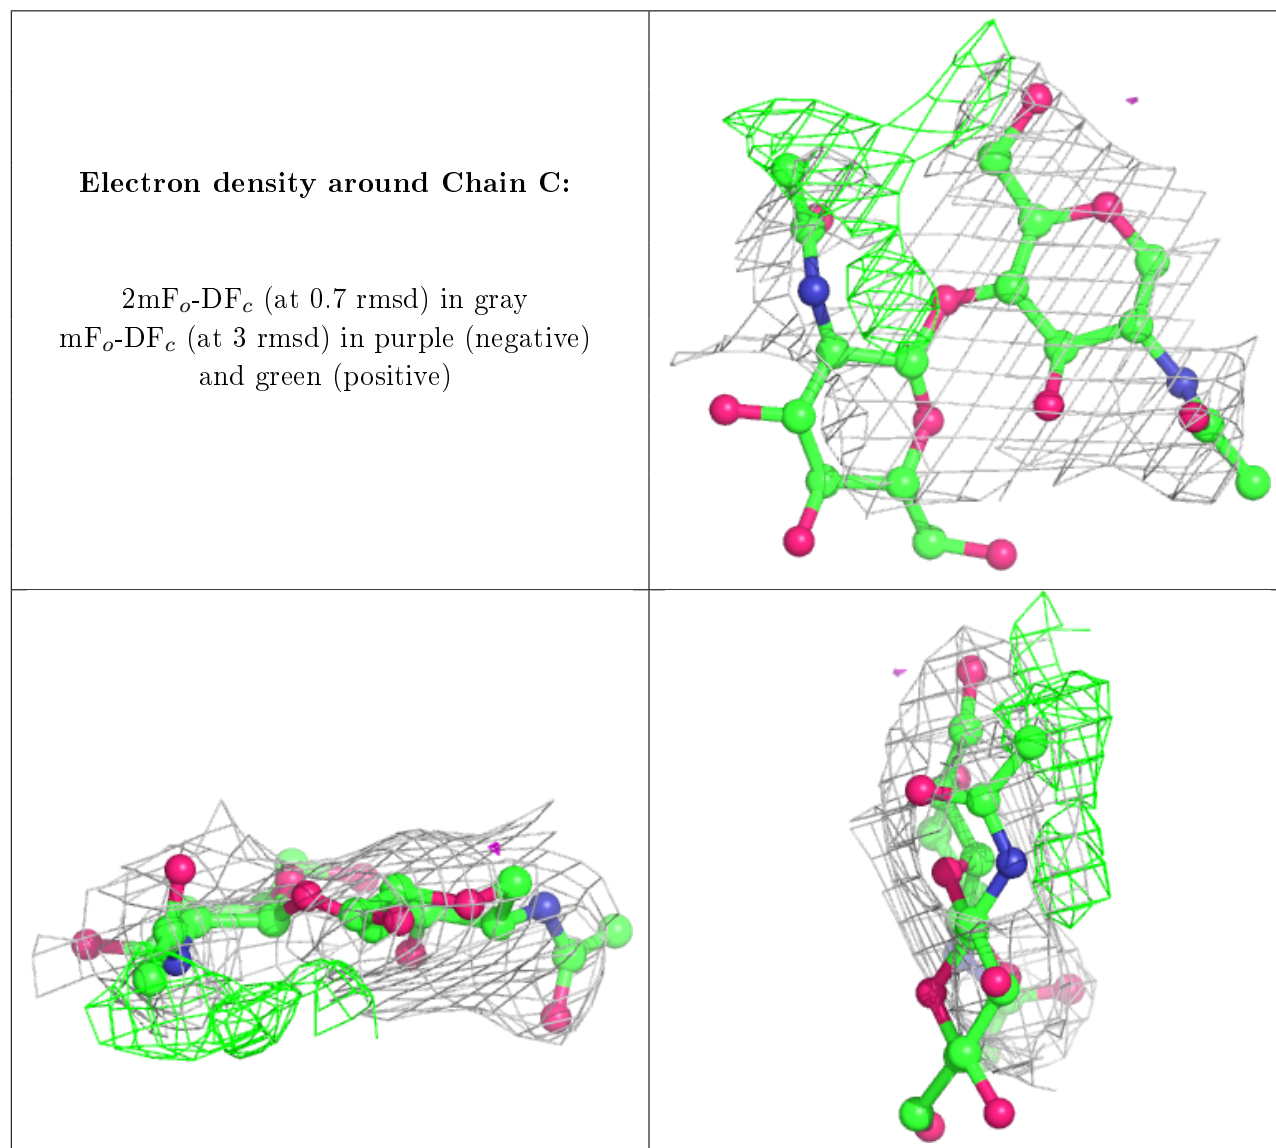 Electron density around Chain C:
2mFₒ-DF𝒸 (at 0.7 rmsd) in gray
mFₒ-DF𝒸 (at 3 rmsd) in purple (negative)
and green (positive)